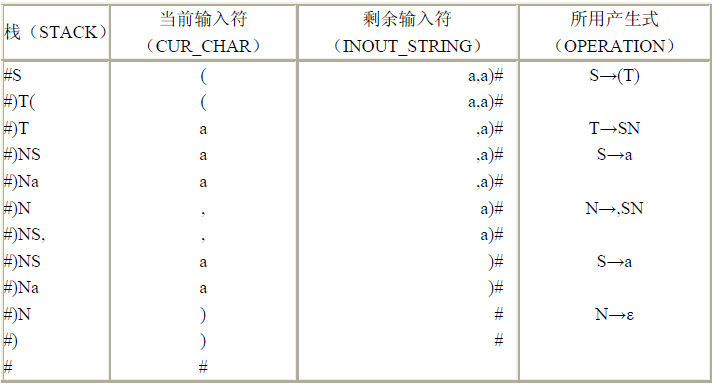 栈（STACK） 当前输入符（CUR_CHAR） 剩余输入符（INOUT_STRING） 所用产生式（OPERATION）
#S ( a,a)# S→(T)
#)T( ( a,a)#
#)T a ,a)# T→SN
#)NS a ,a)# S→a
#)Na a ,a)#
#)N , a)# N→,SN
#)NS, , a)#
#)NS a )# S→a
#)Na a )#
#)N ) # N→ε
#) ) #
# #